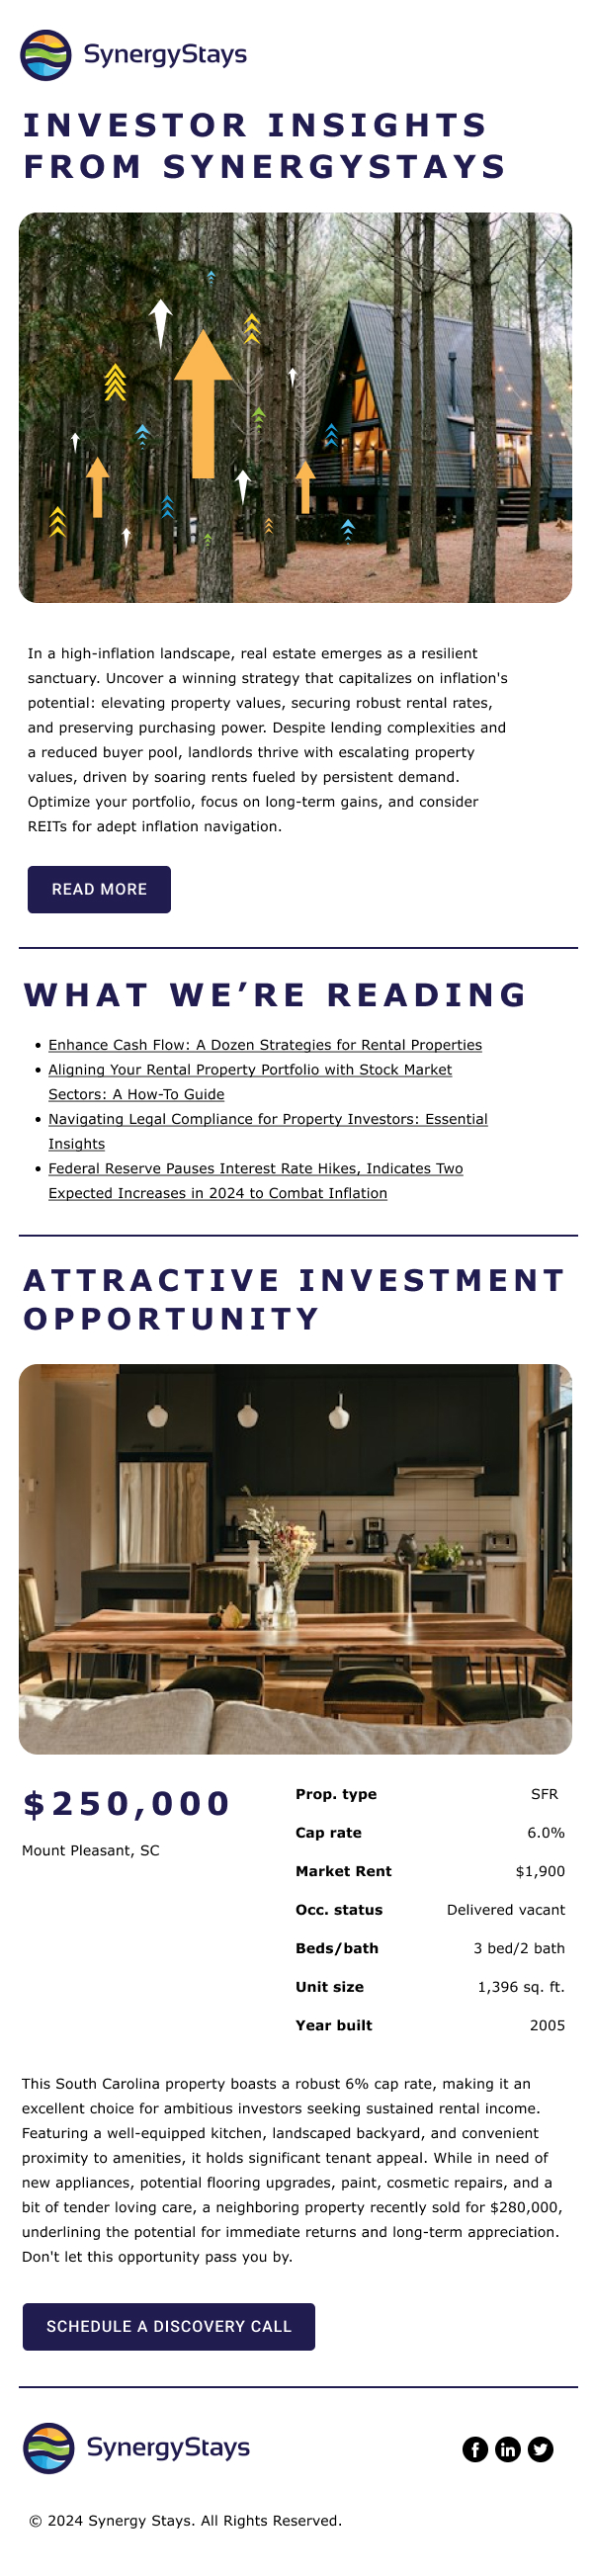 SynergyStays
INVESTOR INSIGHTS
FROM SYNERGYSTAYS
In a high-inflation landscape, real estate emerges as a resilient
sanctuary. Uncover a winning strategy that capitalizes on inflation's
potential: elevating property values, securing robust rental rates,
and preserving purchasing power. Despite lending complexities and
a reduced buyer pool, landlords thrive with escalating property
values, driven by soaring rents fueled by persistent demand.
Optimize your portfolio, focus on long-term gains, and consider
REITs for adept inflation navigation.
READ MORE
WHAT WE’RE READING
• Enhance Cash Flow: A Dozen Strategies for Rental Properties
• Aligning Your Rental Property Portfolio with Stock Market
Sectors: A How-To Guide
• Navigating Legal Compliance for Property Investors: Essential
Insights
• Federal Reserve Pauses Interest Rate Hikes, Indicates Two
Expected Increases in 2024 to Combat Inflation
ATTRACTIVE INVESTMENT
OPPORTUNITY
$250,000
Mount Pleasant, SC
Prop. type SFR
Cap rate 6.0%
Market Rent $1,900
Occ. status Delivered vacant
Beds/bath 3 bed/2 bath
Unit size 1,396 sq. ft.
Year built 2005
This South Carolina property boasts a robust 6% cap rate, making it an
excellent choice for ambitious investors seeking sustained rental income.
Featuring a well-equipped kitchen, landscaped backyard, and convenient
proximity to amenities, it holds significant tenant appeal. While in need of
new appliances, potential flooring upgrades, paint, cosmetic repairs, and a
bit of tender loving care, a neighboring property recently sold for $280,000,
underlining the potential for immediate returns and long-term appreciation.
Don't let this opportunity pass you by.
SCHEDULE A DISCOVERY CALL
SynergyStays
© 2024 Synergy Stays. All Rights Reserved.